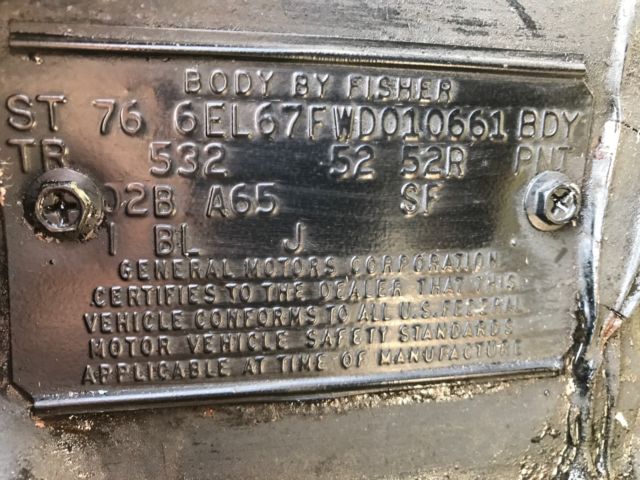 BODY BY FISHER
ST 76 6EL67FWD010661 BDY
TR 532 52 52R PNT
02B A65 SF
1 BL J
GENERAL MOTORS CORPORATION
CERTIFIES TO THE DEALER THAT THIS
VEHICLE CONFORMS TO ALL U.S. FEDERAL
MOTOR VEHICLE SAFETY STANDARDS
APPLICABLE AT TIME OF MANUFACTURE